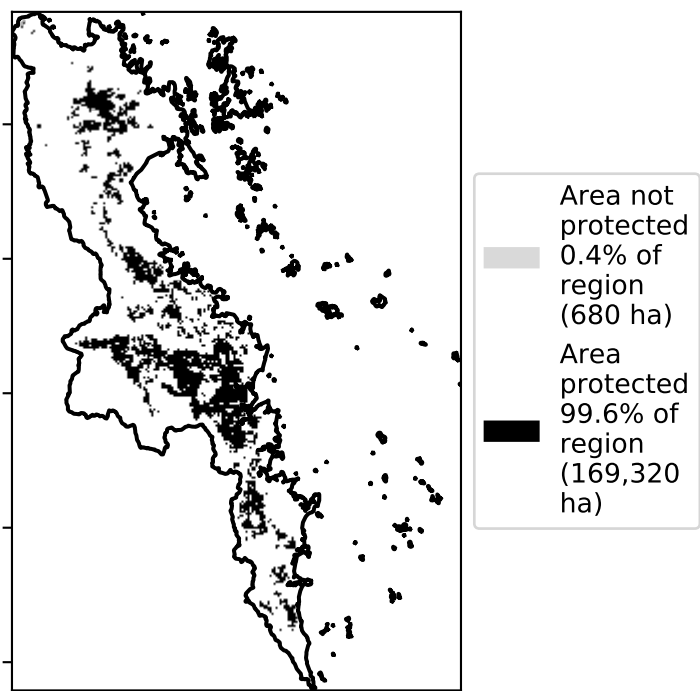 Area not
protected
0.4% of
region
(680 ha)
Area
protected
99.6% of
region
(169,320
ha)